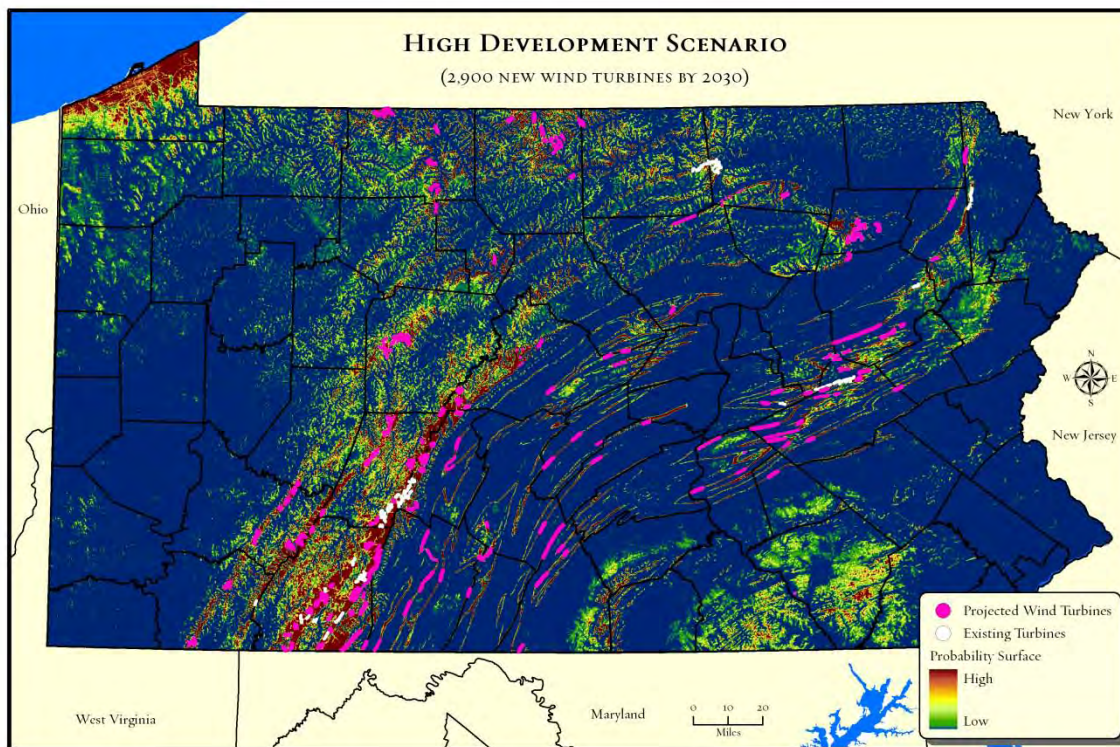 HIGH DEVELOPMENT SCENARIO
(2,900 NEW WIND TURBINES BY 2030)
New York
Ohio
N
W E
S
New Jersey
Projected Wind Turbines
Existing Turbines
Probability Surface
High
Low
West Virginia
Maryland
0 10 20
Miles